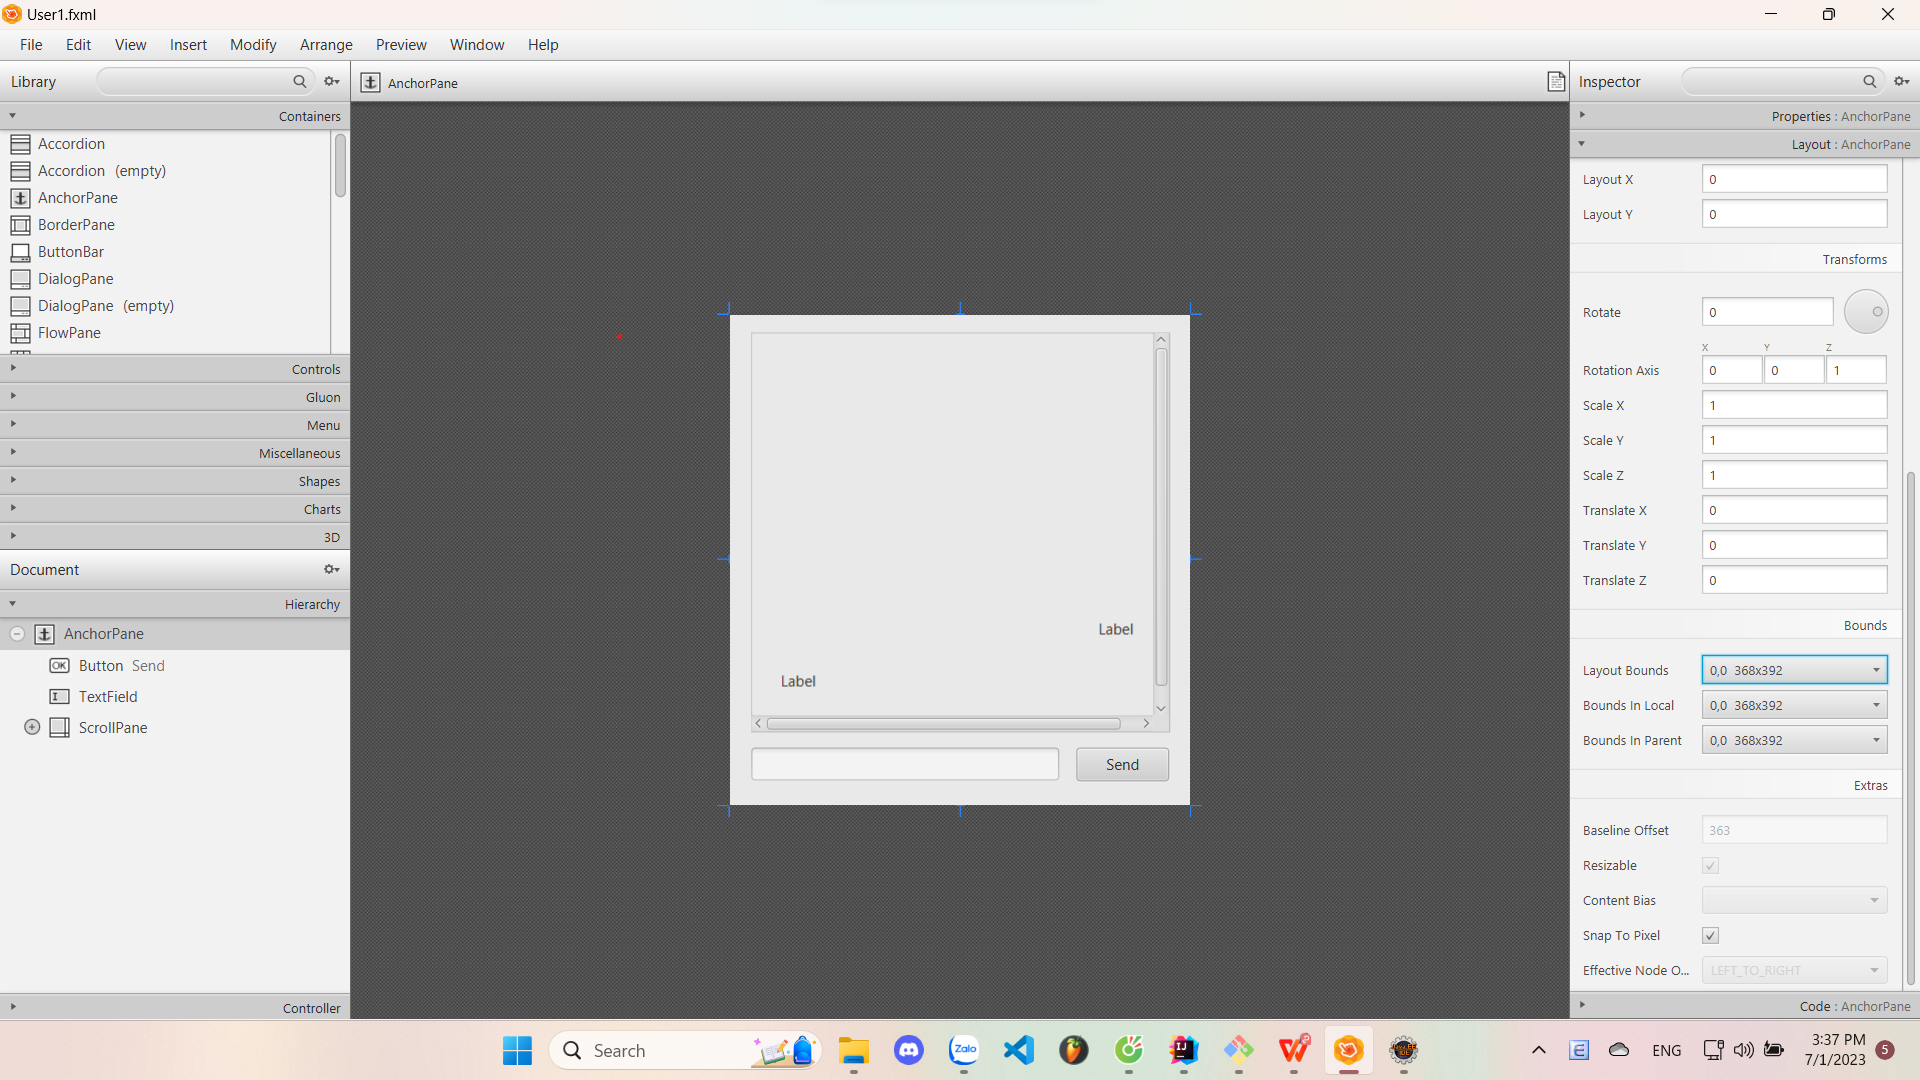 User1.fxml
File Edit View Insert Modify Arrange Preview Window Help
Library
Containers
Accordion
Accordion (empty)
AnchorPane
BorderPane
ButtonBar
DialogPane
DialogPane (empty)
FlowPane
Controls
Gluon
Menu
Miscellaneous
Shapes
Charts
3D
Document
Hierarchy
AnchorPane
OK Button Send
TextField
ScrollPane
Controller
AnchorPane
Label
Label
Send
Inspector
Properties : AnchorPane
Layout : AnchorPane
Layout X 0
Layout Y 0
Transforms
Rotate 0
X Y Z
Rotation Axis 0 0 1
Scale X 1
Scale Y 1
Scale Z 1
Translate X 0
Translate Y 0
Translate Z 0
Bounds
Layout Bounds 0,0 368x392
Bounds In Local 0,0 368x392
Bounds In Parent 0,0 368x392
Extras
Baseline Offset 363
Resizable
Content Bias
Snap To Pixel
Effective Node O... LEFT_TO_RIGHT
Code : AnchorPane
Search
Zalo
IJ
E
ENG
3:37 PM
7/1/2023
5